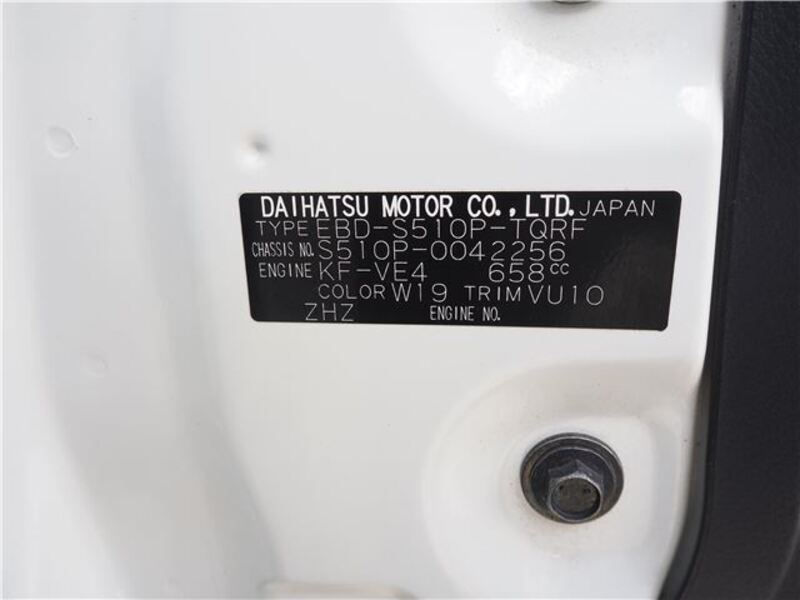 DAIHATSU MOTOR CO., LTD. JAPAN
TYPE EBD-S510P-TQRF
CHASSIS NO. S510P-0042256
ENGINE KF-VE4 658cc
COLOR W19 TRIM VU10
ZHZ ENGINE NO.